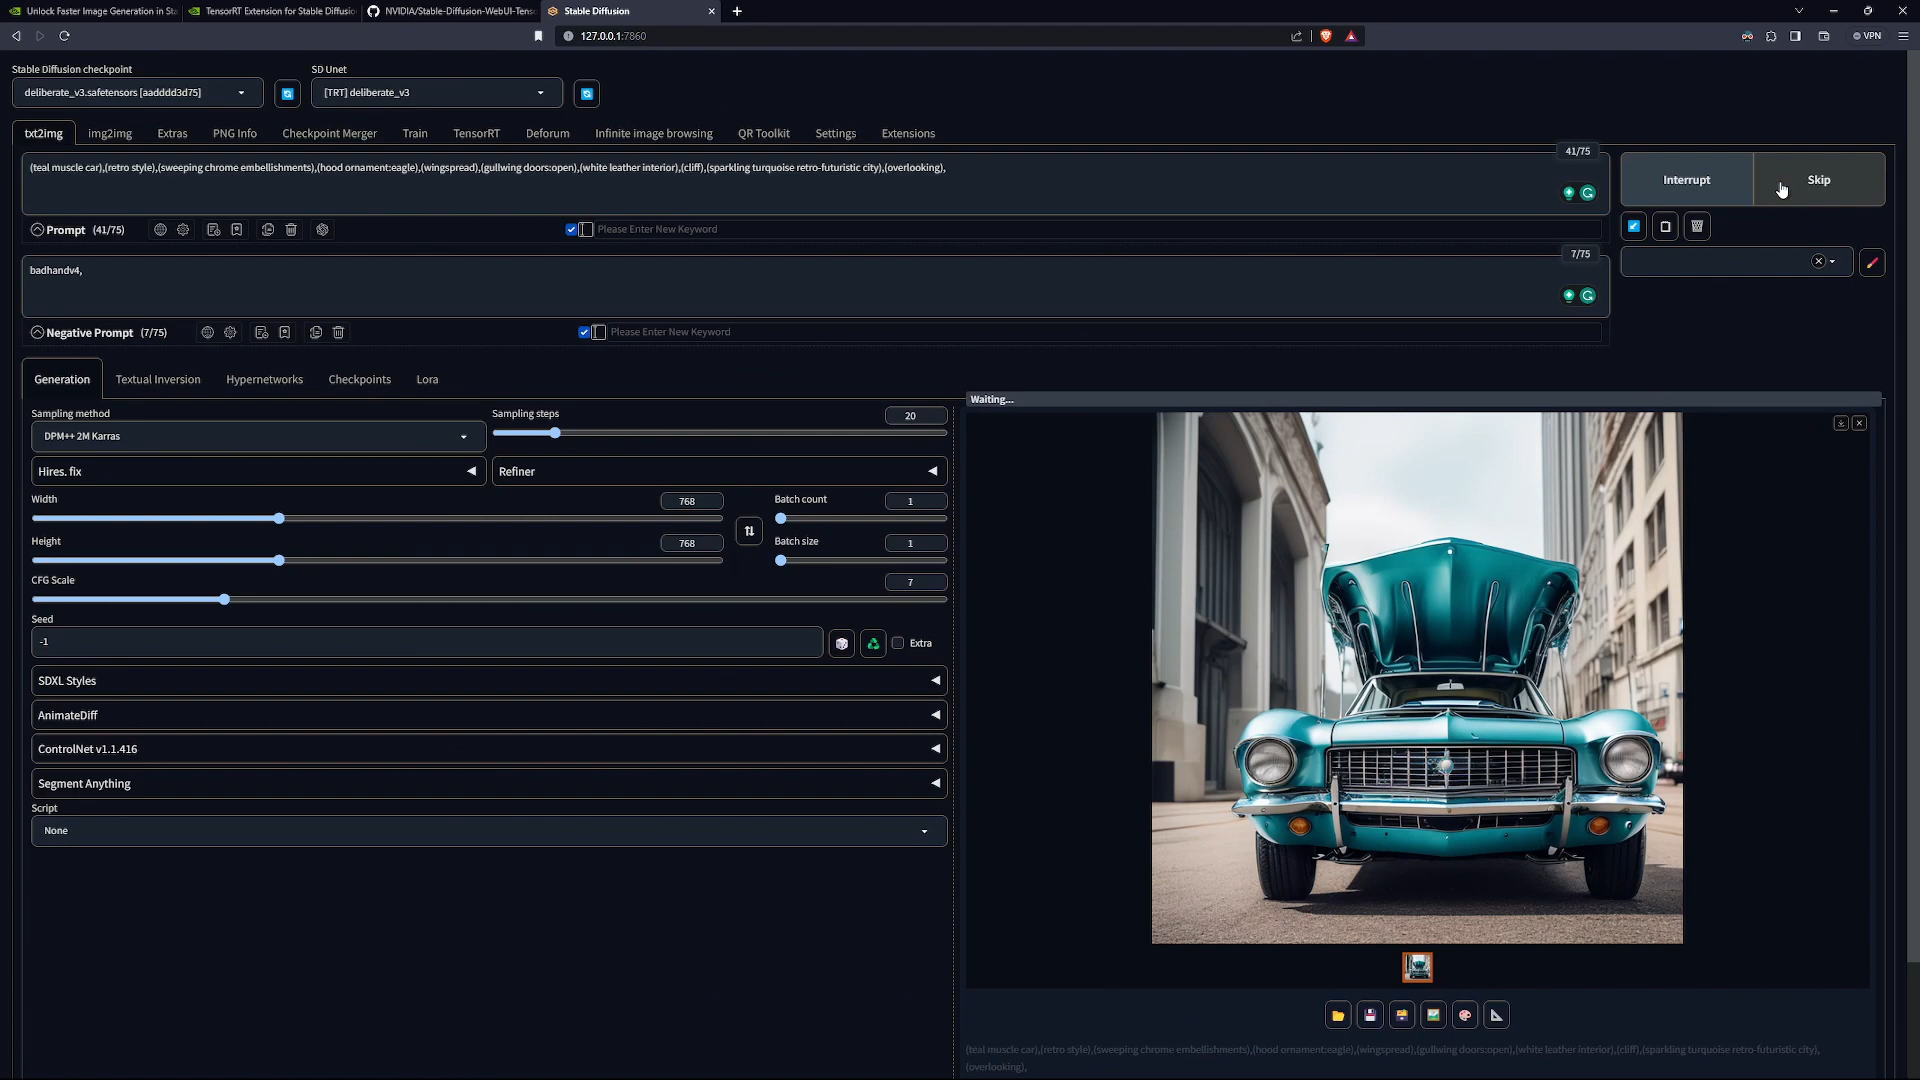 Unlock Faster Image Generation in Sta
TensorRT Extension for Stable Diffusio
NVIDIA/Stable-Diffusion-WebUI-Tens
Stable Diffusion
127.0.0.1:7860
VPN
Stable Diffusion checkpoint
SD Unet
deliberate_v3.safetensors [aadddd3d75]
[TRT] deliberate_v3
txt2img
img2img
Extras
PNG Info
Checkpoint Merger
Train
TensorRT
Deforum
Infinite image browsing
QR Toolkit
Settings
Extensions
41/75
(teal muscle car),(retro style),(sweeping chrome embellishments),(hood ornament:eagle),(wingspread),(gullwing doors:open),(white leather interior),(cliff),(sparkling turquoise retro-futuristic city),(overlooking),
Interrupt
Skip
Prompt (41/75)
Please Enter New Keyword
7/75
badhandv4,
Negative Prompt (7/75)
Please Enter New Keyword
Generation
Textual Inversion
Hypernetworks
Checkpoints
Lora
Waiting...
Sampling method
Sampling steps
20
DPM++ 2M Karras
Hires. fix
Refiner
Width
768
Batch count
1
Height
768
Batch size
1
CFG Scale
7
Seed
-1
Extra
SDXL Styles
AnimateDiff
ControlNet v1.1.416
Segment Anything
Script
None
(teal muscle car),(retro style),(sweeping chrome embellishments),(hood ornament:eagle),(wingspread),(gullwing doors:open),(white leather interior),(cliff),(sparkling turquoise retro-futuristic city),
(overlooking),